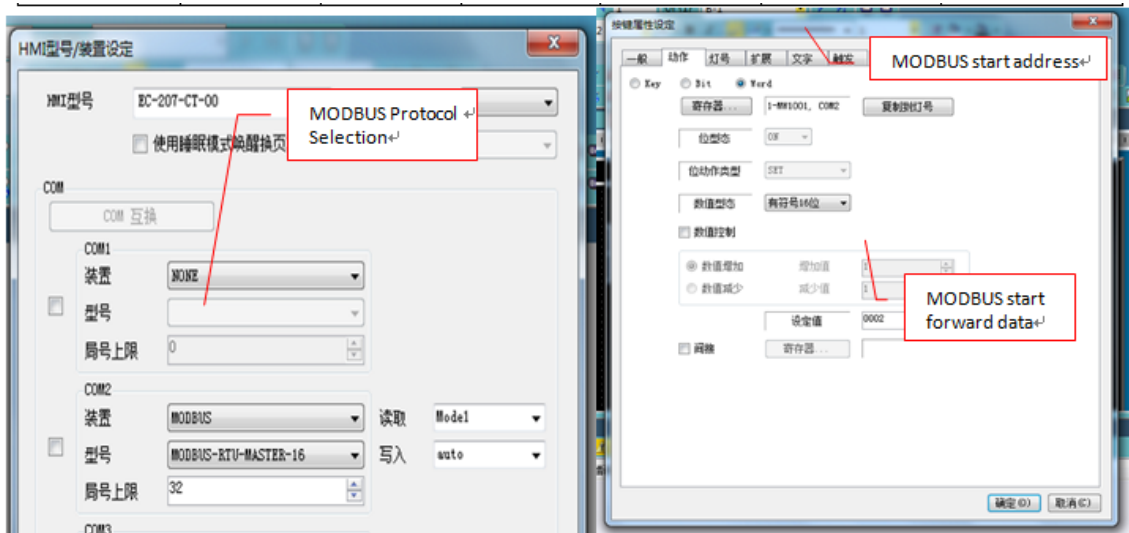 HMI型号/装置设定
HMI型号
EC-207-CT-00
使用睡眠模式唤醒换页
MODBUS Protocol
Selection
COM
COM 互换
COM1
装置
NONE
型号
局号上限
0
COM2
装置
MODBUS
读取
Mode1
型号
MODBUS-RTU-MASTER-16
写入
auto
局号上限
32
COM3
按键属性设定
一般
动作
灯号
扩展
文字
触发
MODBUS start address
Key
Bit
Word
寄存器...
1-MW1001, COM2
复制到灯号
位型态
ON
位动作类型
SET
数值型态
有符号16位
数值控制
数值增加
增加值
1
数值减少
减少值
1
MODBUS start
forward data
设定值
0002
间接
寄存器...
确定(O)
取消(C)